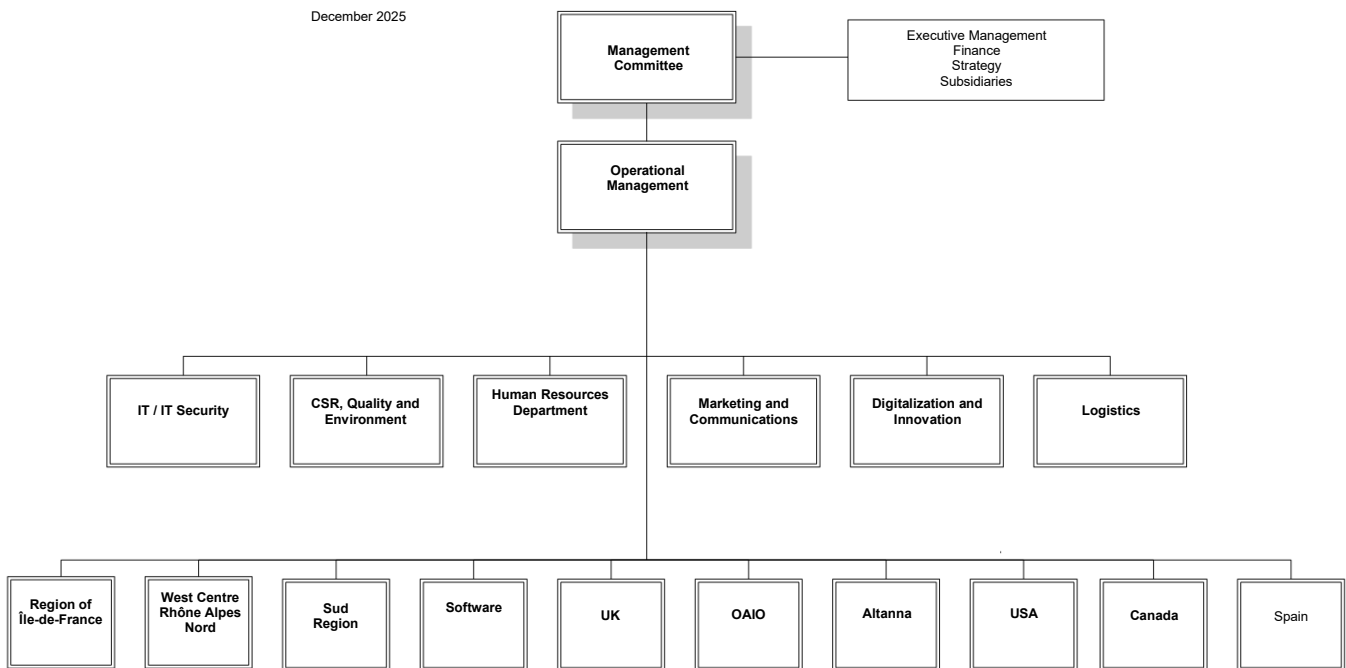 December 2025
Management
Committee
Executive Management
Finance
Strategy
Subsidiaries
Operational
Management
IT / IT Security
CSR, Quality and
Environment
Human Resources
Department
Marketing and
Communications
Digitalization and
Innovation
Logistics
Region of
Île-de-France
West Centre
Rhône Alpes
Nord
Sud
Region
Software
UK
OAIO
Altanna
USA
Canada
Spain